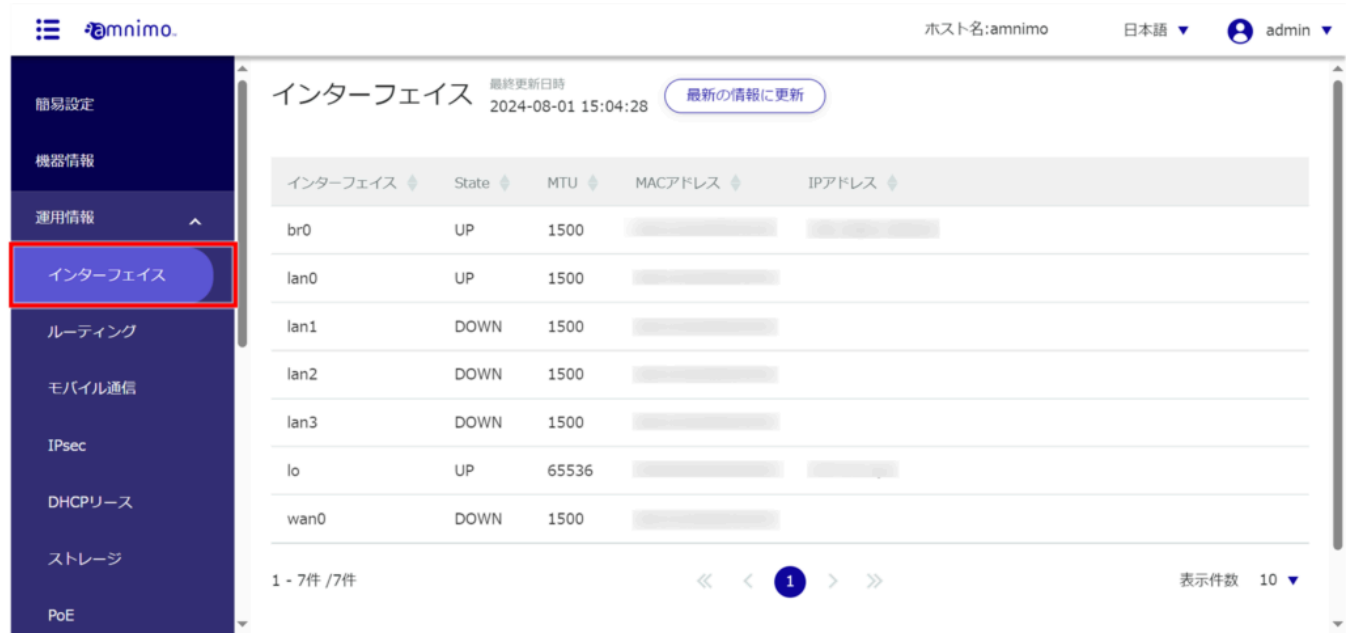 amnimo
ホスト名:amnimo 日本語 ▼ admin ▼
簡易設定
機器情報
運用情報
インターフェイス
ルーティング
モバイル通信
IPsec
DHCPリース
ストレージ
PoE
インターフェイス 最終更新日時 2024-08-01 15:04:28 最新の情報に更新
インターフェイス State MTU MACアドレス IPアドレス
br0 UP 1500
lan0 UP 1500
lan1 DOWN 1500
lan2 DOWN 1500
lan3 DOWN 1500
lo UP 65536
wan0 DOWN 1500
1 - 7件 /7件 « < 1 > » 表示件数 10 ▼